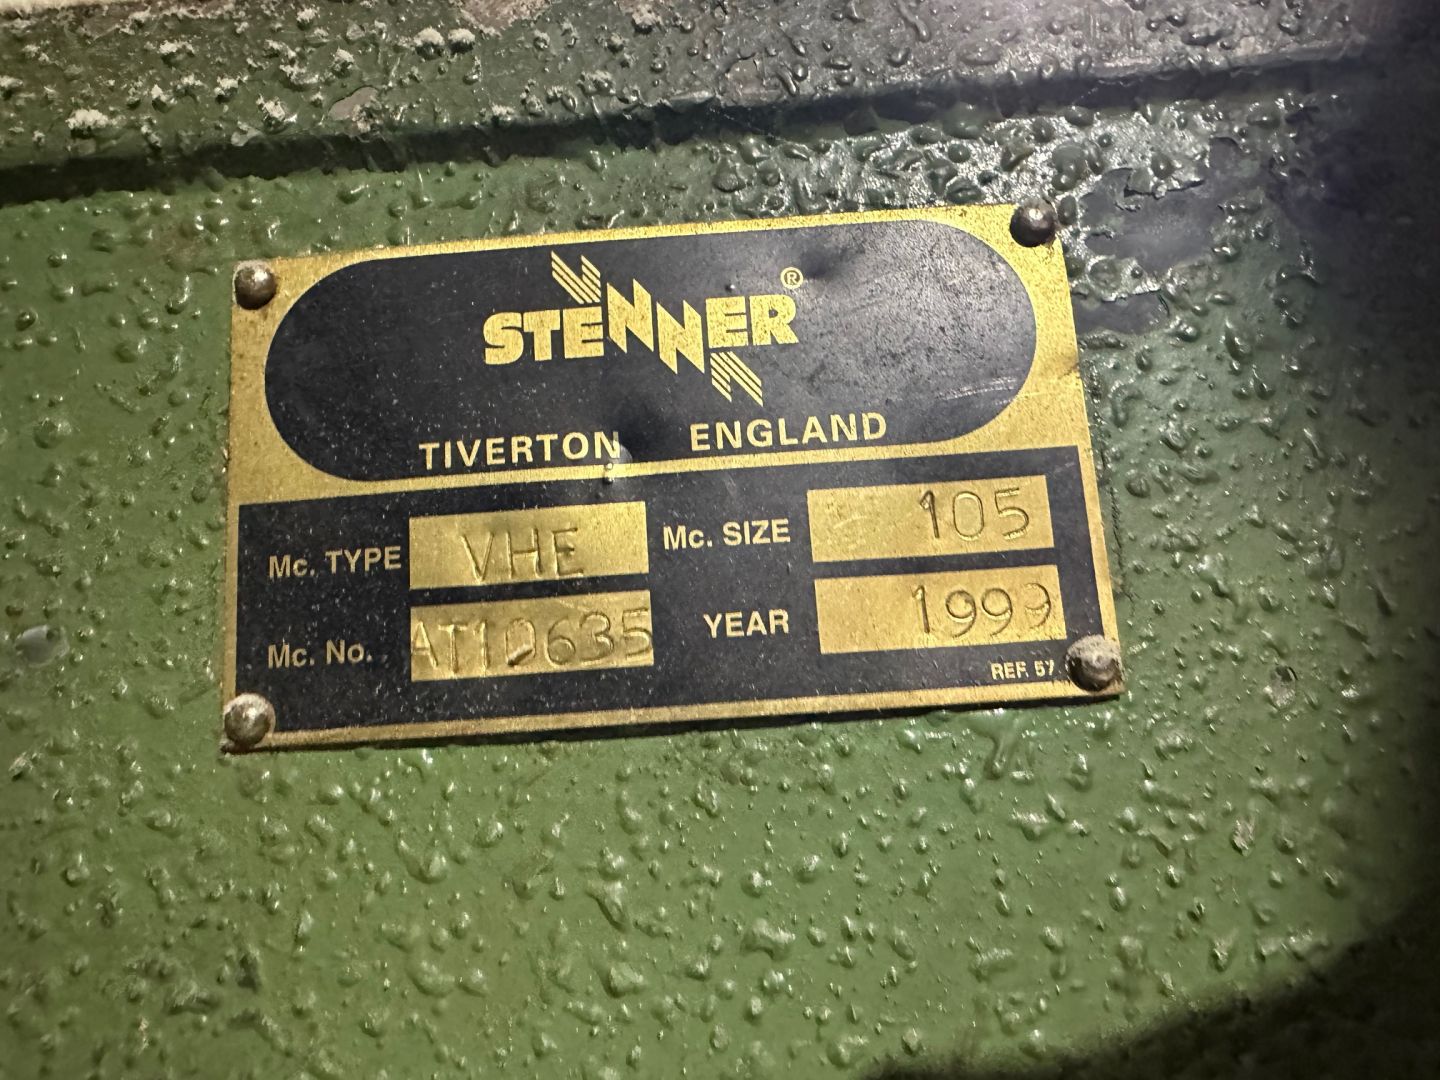 STENNER®
TIVERTON ENGLAND
Mc. TYPE VHE Mc. SIZE 105
Mc. No. AT10635 YEAR 1999
REF. 57